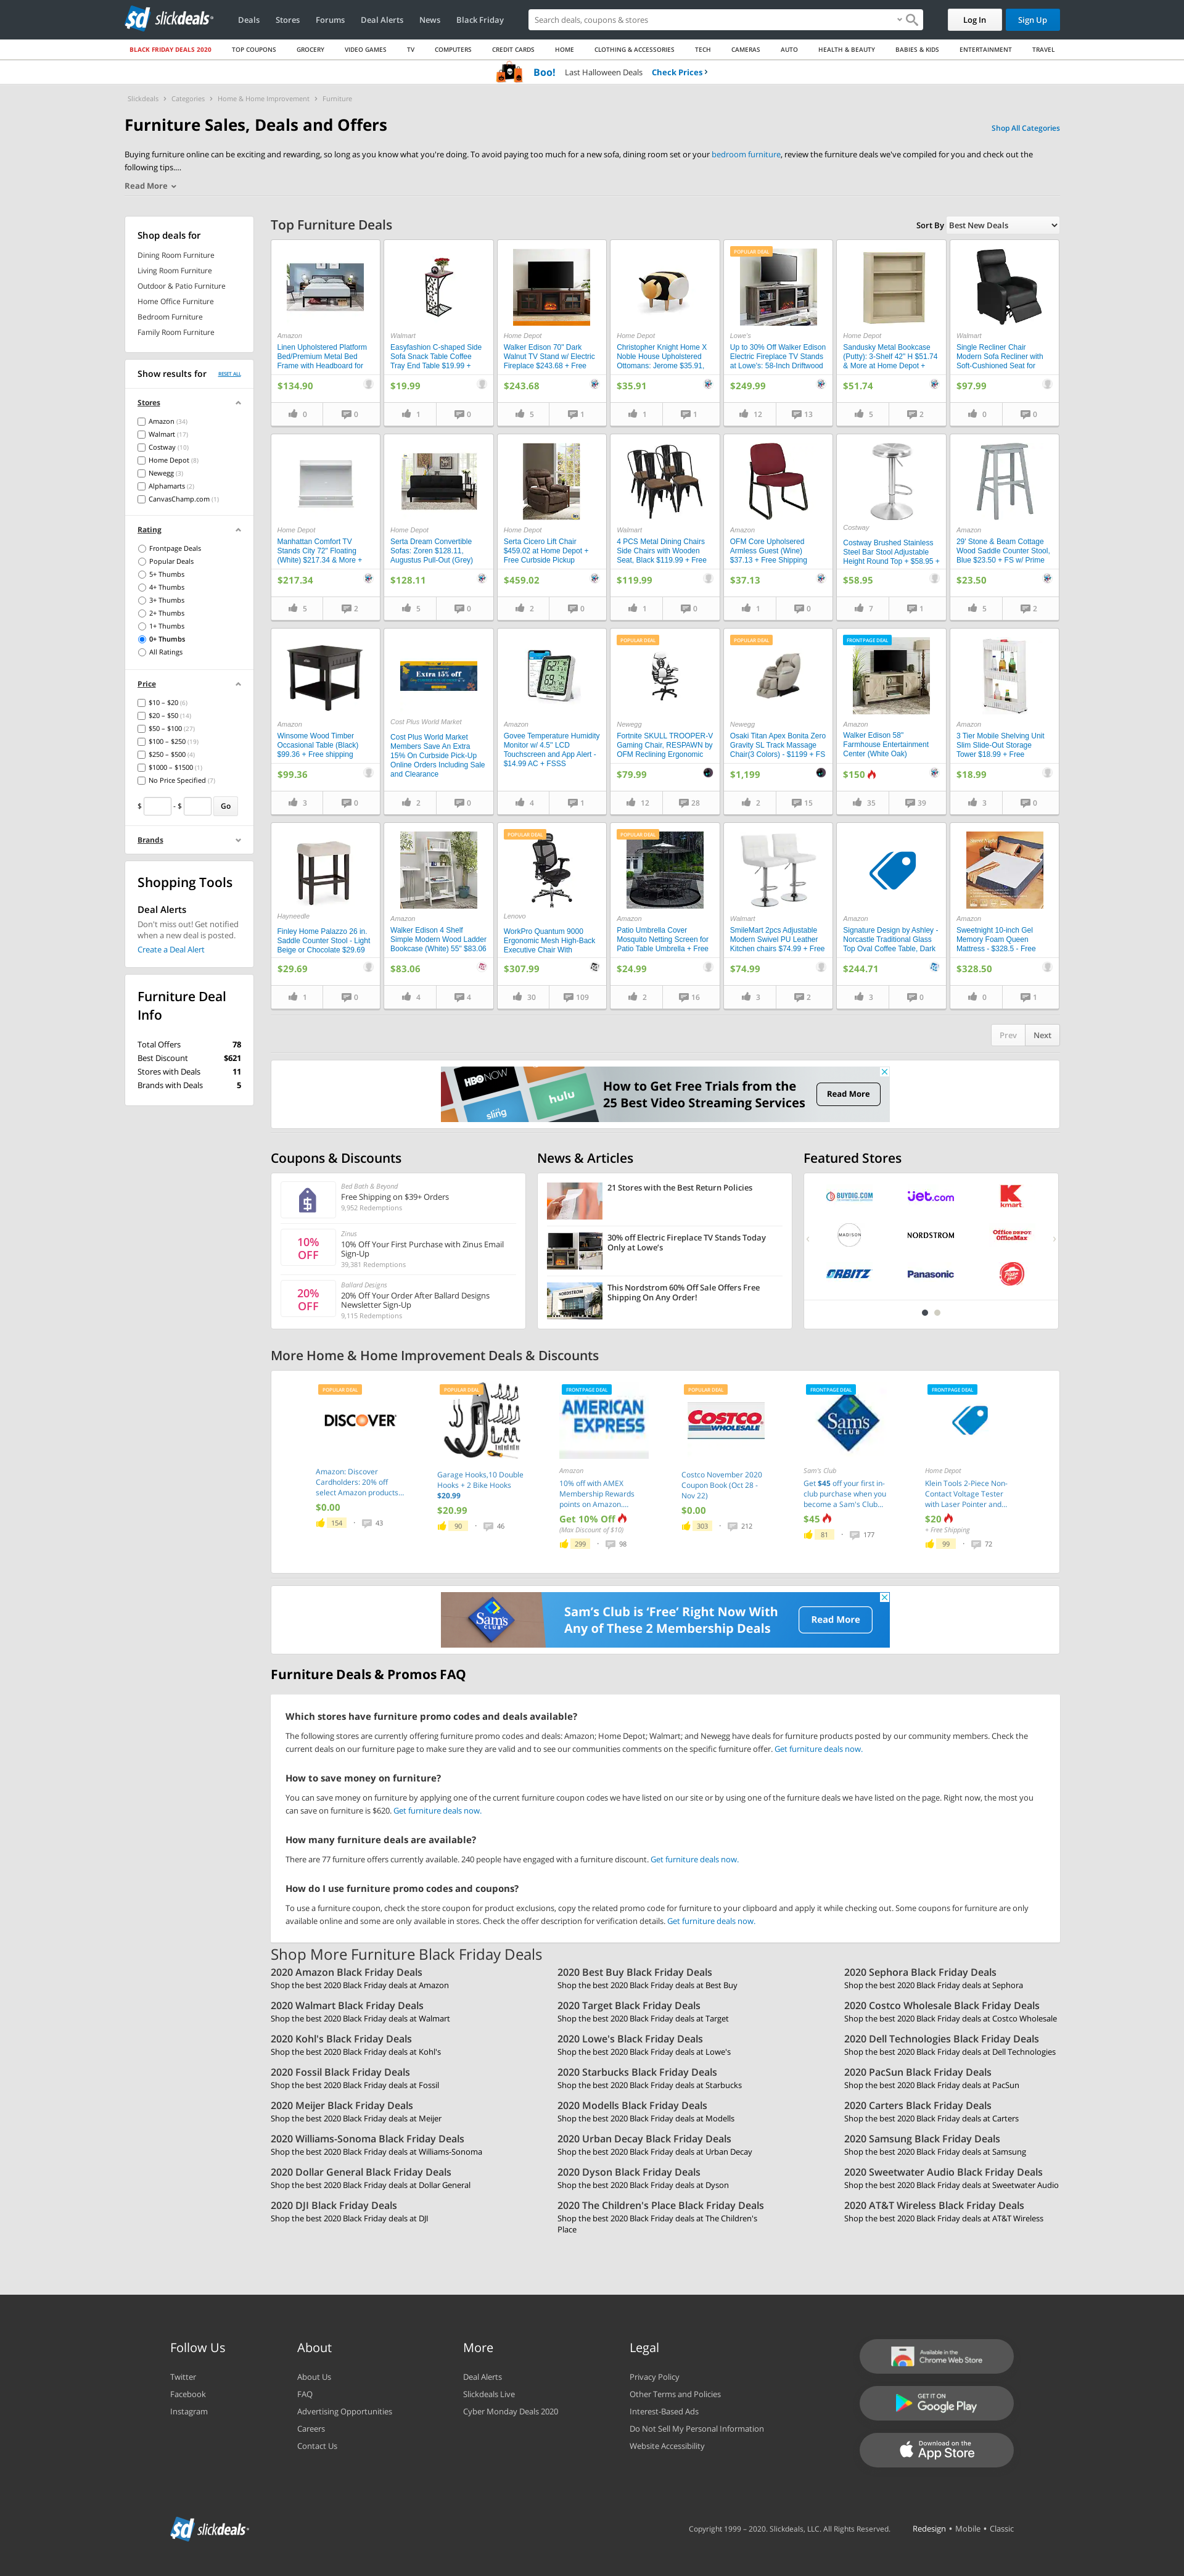 slickdeals
Deals
Stores
Forums
Deal Alerts
News
Black Friday
Search deals, coupons & stores
Log In
Sign Up
BLACK FRIDAY DEALS 2020
TOP COUPONS
GROCERY
VIDEO GAMES
TV
COMPUTERS
CREDIT CARDS
HOME
CLOTHING & ACCESSORIES
TECH
CAMERAS
AUTO
HEALTH & BEAUTY
BABIES & KIDS
ENTERTAINMENT
TRAVEL
Boo! Last Halloween Deals Check Prices ›
Slickdeals › Categories › Home & Home Improvement › Furniture
Furniture Sales, Deals and Offers
Shop All Categories
Buying furniture online can be exciting and rewarding, so long as you know what you're doing. To avoid paying too much for a new sofa, dining room set or your bedroom furniture, review the furniture deals we've compiled for you and check out the
following tips....
Read More
Shop deals for
Dining Room Furniture
Living Room Furniture
Outdoor & Patio Furniture
Home Office Furniture
Bedroom Furniture
Family Room Furniture
Show results for
RESET ALL
Stores
Amazon (34)
Walmart (17)
Costway (10)
Home Depot (8)
Newegg (3)
Alphamarts (2)
CanvasChamp.com (1)
Rating
Frontpage Deals
Popular Deals
5+ Thumbs
4+ Thumbs
3+ Thumbs
2+ Thumbs
1+ Thumbs
0+ Thumbs
All Ratings
Price
$10 – $20 (6)
$20 – $50 (14)
$50 – $100 (27)
$100 – $250 (19)
$250 – $500 (4)
$1000 – $1500 (1)
No Price Specified (7)
$ - $ Go
Brands
Shopping Tools
Deal Alerts
Don't miss out! Get notified
when a new deal is posted.
Create a Deal Alert
Furniture Deal
Info
Total Offers 78
Best Discount $621
Stores with Deals 11
Brands with Deals 5
Top Furniture Deals
Sort By Best New Deals
Amazon
Linen Upholstered Platform
Bed/Premium Metal Bed
Frame with Headboard for
$134.90
0 0
Walmart
Easyfashion C-shaped Side
Sofa Snack Table Coffee
Tray End Table $19.99 +
$19.99
1 0
Home Depot
Walker Edison 70" Dark
Walnut TV Stand w/ Electric
Fireplace $243.68 + Free
$243.68
5 1
Home Depot
Christopher Knight Home X
Noble House Upholstered
Ottomans: Jerome $35.91,
$35.91
1 1
POPULAR DEAL
Lowe's
Up to 30% Off Walker Edison
Electric Fireplace TV Stands
at Lowe's: 58-Inch Driftwood
$249.99
12 13
Home Depot
Sandusky Metal Bookcase
(Putty): 3-Shelf 42" H $51.74
& More at Home Depot +
$51.74
5 2
Walmart
Single Recliner Chair
Modern Sofa Recliner with
Soft-Cushioned Seat for
$97.99
0 0
Home Depot
Manhattan Comfort TV
Stands City 72" Floating
(White) $217.34 & More +
$217.34
5 2
Home Depot
Serta Dream Convertible
Sofas: Zoren $128.11,
Augustus Pull-Out (Grey)
$128.11
5 0
Home Depot
Serta Cicero Lift Chair
$459.02 at Home Depot +
Free Curbside Pickup
$459.02
2 0
Walmart
4 PCS Metal Dining Chairs
Side Chairs with Wooden
Seat, Black $119.99 + Free
$119.99
1 0
Amazon
OFM Core Upholsered
Armless Guest (Wine)
$37.13 + Free Shipping
$37.13
1 0
Costway
Costway Brushed Stainless
Steel Bar Stool Adjustable
Height Round Top + $58.95 +
$58.95
7 1
Amazon
29' Stone & Beam Cottage
Wood Saddle Counter Stool,
Blue $23.50 + FS w/ Prime
$23.50
5 2
Amazon
Winsome Wood Timber
Occasional Table (Black)
$99.36 + Free shipping
$99.36
3 0
Extra 15% off
Cost Plus World Market
Cost Plus World Market
Members Save An Extra
15% On Curbside Pick-Up
Online Orders Including Sale
and Clearance
2 0
Amazon
Govee Temperature Humidity
Monitor w/ 4.5" LCD
Touchscreen and App Alert -
$14.99 AC + FSSS
4 1
POPULAR DEAL
Newegg
Fortnite SKULL TROOPER-V
Gaming Chair, RESPAWN by
OFM Reclining Ergonomic
$79.99
12 28
POPULAR DEAL
Newegg
Osaki Titan Apex Bonita Zero
Gravity SL Track Massage
Chair(3 Colors) - $1199 + FS
$1,199
2 15
FRONTPAGE DEAL
Amazon
Walker Edison 58"
Farmhouse Entertainment
Center (White Oak)
$150
35 39
Amazon
3 Tier Mobile Shelving Unit
Slim Slide-Out Storage
Tower $18.99 + Free
$18.99
3 0
Hayneedle
Finley Home Palazzo 26 in.
Saddle Counter Stool - Light
Beige or Chocolate $29.69
$29.69
1 0
Amazon
Walker Edison 4 Shelf
Simple Modern Wood Ladder
Bookcase (White) 55" $83.06
$83.06
4 4
POPULAR DEAL
Lenovo
WorkPro Quantum 9000
Ergonomic Mesh High-Back
Executive Chair With
$307.99
30 109
POPULAR DEAL
Amazon
Patio Umbrella Cover
Mosquito Netting Screen for
Patio Table Umbrella + Free
$24.99
2 16
Walmart
SmileMart 2pcs Adjustable
Modern Swivel PU Leather
Kitchen chairs $74.99 + Free
$74.99
3 2
Amazon
Signature Design by Ashley -
Norcastle Traditional Glass
Top Oval Coffee Table, Dark
$244.71
3 0
Amazon
Sweetnight 10-inch Gel
Memory Foam Queen
Mattress - $328.5 - Free
$328.50
0 1
Prev Next
HBO NOW
hulu
sling
How to Get Free Trials from the
25 Best Video Streaming Services
Read More
Coupons & Discounts
Bed Bath & Beyond
Free Shipping on $39+ Orders
9,952 Redemptions
10%
OFF
Zinus
10% Off Your First Purchase with Zinus Email
Sign-Up
39,381 Redemptions
20%
OFF
Ballard Designs
20% Off Your Order After Ballard Designs
Newsletter Sign-Up
9,115 Redemptions
News & Articles
21 Stores with the Best Return Policies
30% off Electric Fireplace TV Stands Today
Only at Lowe's
NORDSTROM
This Nordstrom 60% Off Sale Offers Free
Shipping On Any Order!
Featured Stores
BUYDIG.COM
Jet.com
kmart
MADISON
NORDSTROM
Office DEPOT
OfficeMax
ORBITZ
Panasonic
Pizza Hut
More Home & Home Improvement Deals & Discounts
POPULAR DEAL
DISCOVER
Amazon: Discover
Cardholders: 20% off
select Amazon products...
$0.00
154 · 43
POPULAR DEAL
Garage Hooks,10 Double
Hooks + 2 Bike Hooks
$20.99
$20.99
90 · 46
FRONTPAGE DEAL
AMERICAN
EXPRESS
Amazon
10% off with AMEX
Membership Rewards
points on Amazon....
Get 10% Off
(Max Discount of $10)
299 · 98
POPULAR DEAL
COSTCO
WHOLESALE
Costco November 2020
Coupon Book (Oct 28 -
Nov 22)
$0.00
303 · 212
FRONTPAGE DEAL
Sam's
CLUB
Sam's Club
Get $45 off your first in-
club purchase when you
become a Sam's Club...
$45
81 · 177
FRONTPAGE DEAL
Home Depot
Klein Tools 2-Piece Non-
Contact Voltage Tester
with Laser Pointer and...
$20
+ Free Shipping
99 · 72
Sam's
CLUB
Sam's Club is 'Free' Right Now With
Any of These 2 Membership Deals
Read More
Furniture Deals & Promos FAQ
Which stores have furniture promo codes and deals available?
The following stores are currently offering furniture promo codes and deals: Amazon; Home Depot; Walmart; and Newegg have deals for furniture products posted by our community members. Check the
current deals on our furniture page to make sure they are valid and to see our communities comments on the specific furniture offer. Get furniture deals now.
How to save money on furniture?
You can save money on furniture by applying one of the current furniture coupon codes we have listed on our site or by using one of the furniture deals we have listed on the page. Right now, the most you
can save on furniture is $620. Get furniture deals now.
How many furniture deals are available?
There are 77 furniture offers currently available. 240 people have engaged with a furniture discount. Get furniture deals now.
How do I use furniture promo codes and coupons?
To use a furniture coupon, check the store coupon for product exclusions, copy the related promo code for furniture to your clipboard and apply it while checking out. Some coupons for furniture are only
available online and some are only available in stores. Check the offer description for verification details. Get furniture deals now.
Shop More Furniture Black Friday Deals
2020 Amazon Black Friday Deals
Shop the best 2020 Black Friday deals at Amazon
2020 Best Buy Black Friday Deals
Shop the best 2020 Black Friday deals at Best Buy
2020 Sephora Black Friday Deals
Shop the best 2020 Black Friday deals at Sephora
2020 Walmart Black Friday Deals
Shop the best 2020 Black Friday deals at Walmart
2020 Target Black Friday Deals
Shop the best 2020 Black Friday deals at Target
2020 Costco Wholesale Black Friday Deals
Shop the best 2020 Black Friday deals at Costco Wholesale
2020 Kohl's Black Friday Deals
Shop the best 2020 Black Friday deals at Kohl's
2020 Lowe's Black Friday Deals
Shop the best 2020 Black Friday deals at Lowe's
2020 Dell Technologies Black Friday Deals
Shop the best 2020 Black Friday deals at Dell Technologies
2020 Fossil Black Friday Deals
Shop the best 2020 Black Friday deals at Fossil
2020 Starbucks Black Friday Deals
Shop the best 2020 Black Friday deals at Starbucks
2020 PacSun Black Friday Deals
Shop the best 2020 Black Friday deals at PacSun
2020 Meijer Black Friday Deals
Shop the best 2020 Black Friday deals at Meijer
2020 Modells Black Friday Deals
Shop the best 2020 Black Friday deals at Modells
2020 Carters Black Friday Deals
Shop the best 2020 Black Friday deals at Carters
2020 Williams-Sonoma Black Friday Deals
Shop the best 2020 Black Friday deals at Williams-Sonoma
2020 Urban Decay Black Friday Deals
Shop the best 2020 Black Friday deals at Urban Decay
2020 Samsung Black Friday Deals
Shop the best 2020 Black Friday deals at Samsung
2020 Dollar General Black Friday Deals
Shop the best 2020 Black Friday deals at Dollar General
2020 Dyson Black Friday Deals
Shop the best 2020 Black Friday deals at Dyson
2020 Sweetwater Audio Black Friday Deals
Shop the best 2020 Black Friday deals at Sweetwater Audio
2020 DJI Black Friday Deals
Shop the best 2020 Black Friday deals at DJI
2020 The Children's Place Black Friday Deals
Shop the best 2020 Black Friday deals at The Children's
Place
2020 AT&T Wireless Black Friday Deals
Shop the best 2020 Black Friday deals at AT&T Wireless
Follow Us
Twitter
Facebook
Instagram
About
About Us
FAQ
Advertising Opportunities
Careers
Contact Us
More
Deal Alerts
Slickdeals Live
Cyber Monday Deals 2020
Legal
Privacy Policy
Other Terms and Policies
Interest-Based Ads
Do Not Sell My Personal Information
Website Accessibility
Available in the
Chrome Web Store
GET IT ON
Google Play
Download on the
App Store
slickdeals
Copyright 1999 – 2020. Slickdeals, LLC. All Rights Reserved.
Redesign • Mobile • Classic